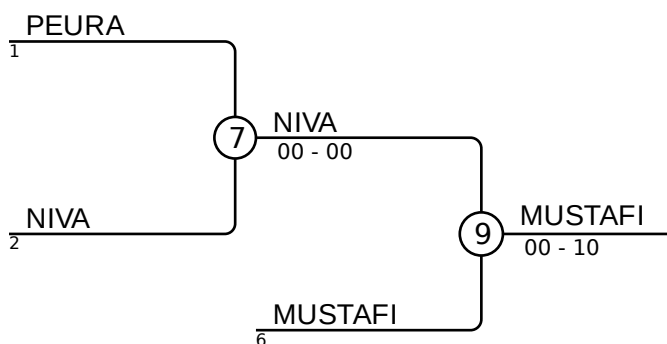 PEURA
1
7
NIVA
00 - 00
NIVA
2
9
MUSTAFI
00 - 10
MUSTAFI
6